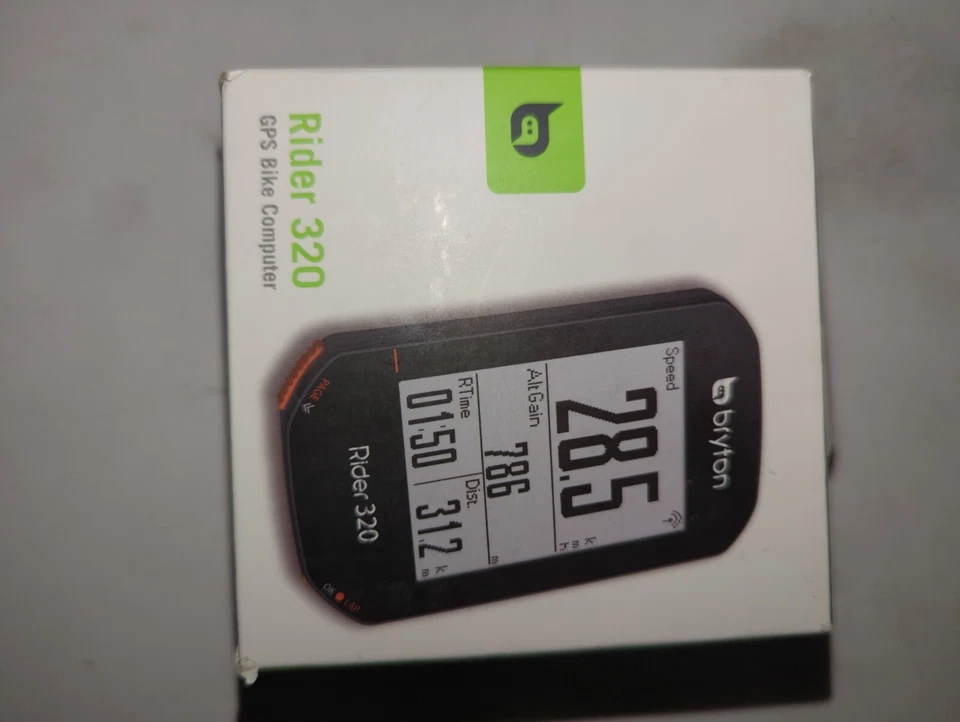 bryton
Speed
28.5
km
h
AltGain
786
m
RTime
01:50
Dist.
31.2
km
Rider 320
PAGE
OK
LAP
Rider 320
GPS Bike Computer